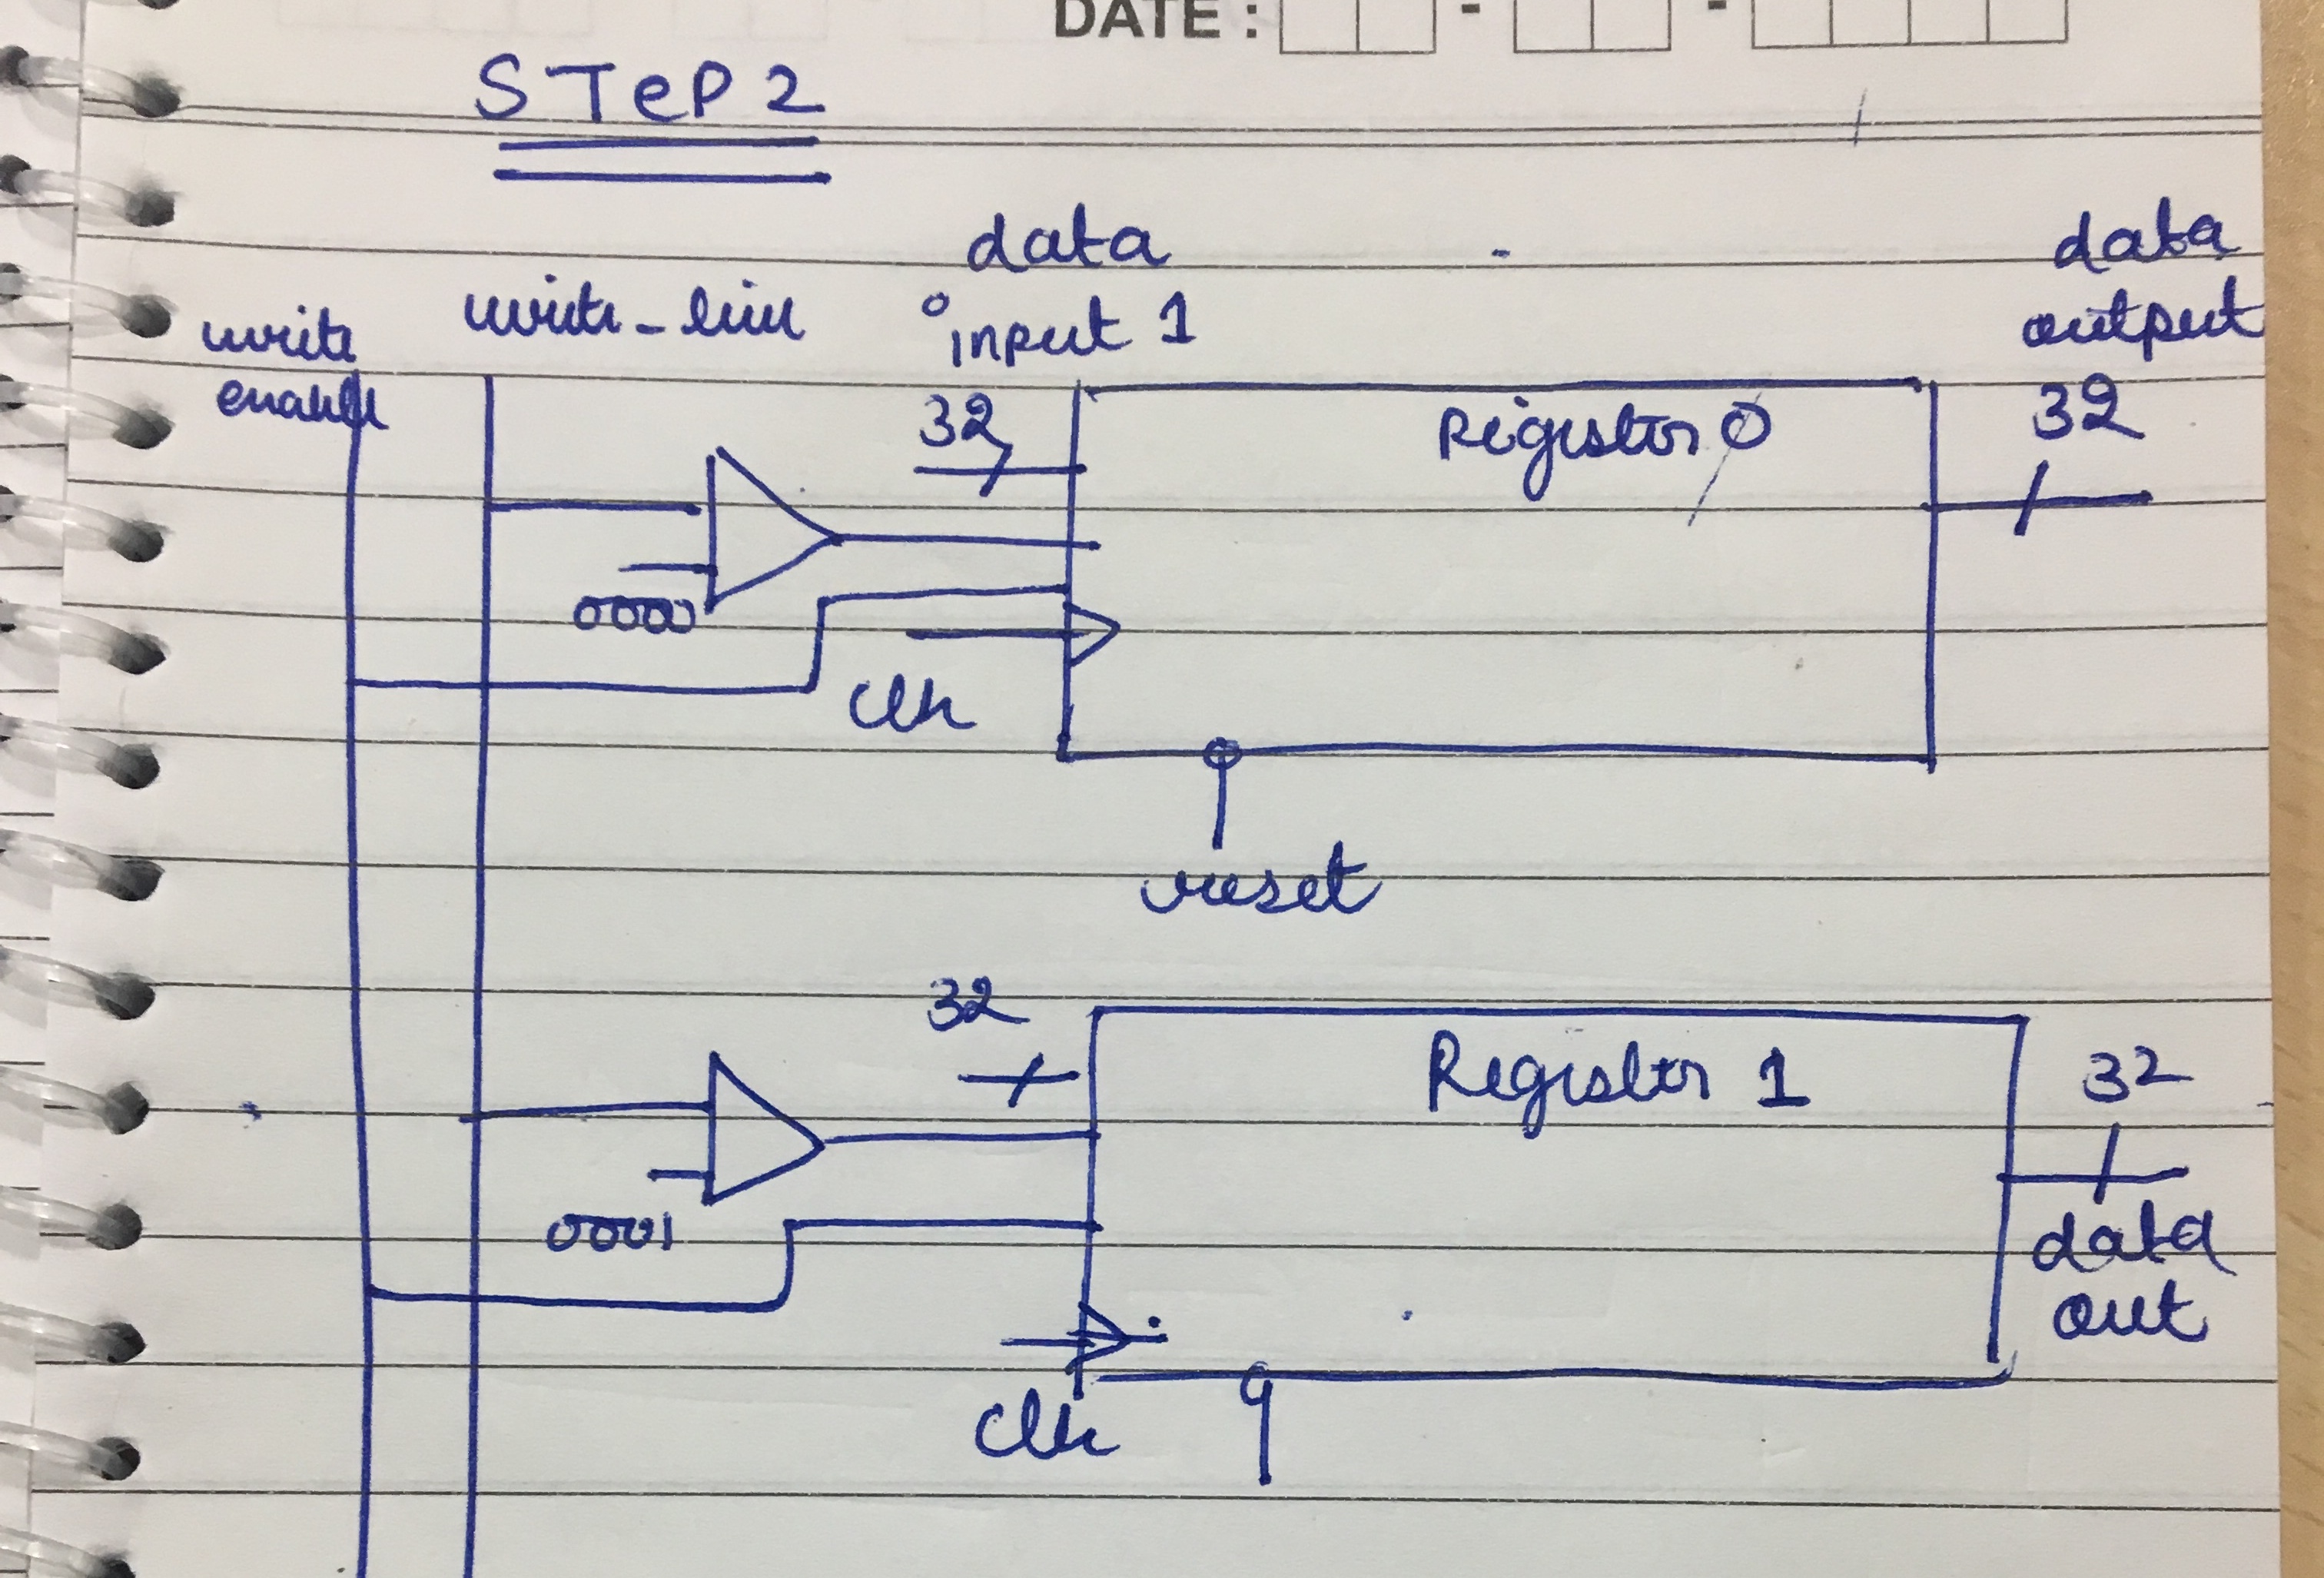 DATE : - -
STeP 2
data
input 1
data
output
write
enable
write_line
32
Register 0
32
0000
clk
reset
32
Register 1
32
0001
data
out
Clk